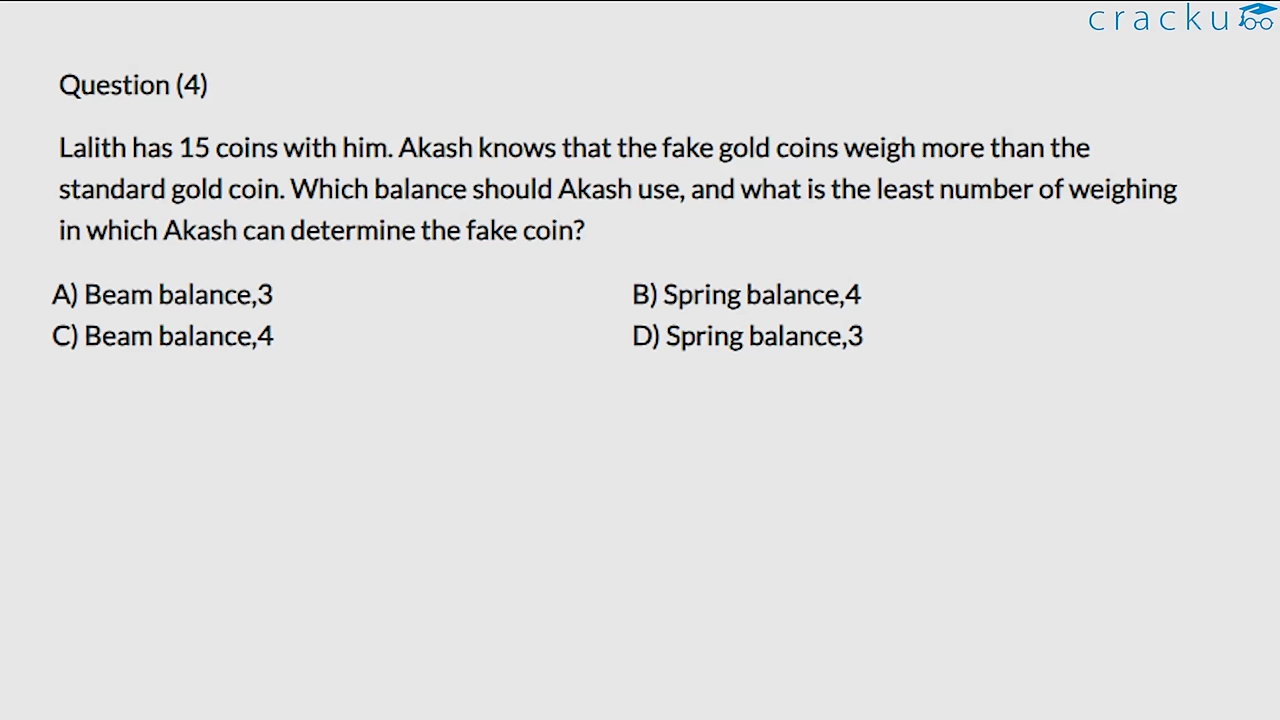 cracku
Question (4)
Lalith has 15 coins with him. Akash knows that the fake gold coins weigh more than the
standard gold coin. Which balance should Akash use, and what is the least number of weighing
in which Akash can determine the fake coin?
A) Beam balance,3
B) Spring balance,4
C) Beam balance,4
D) Spring balance,3